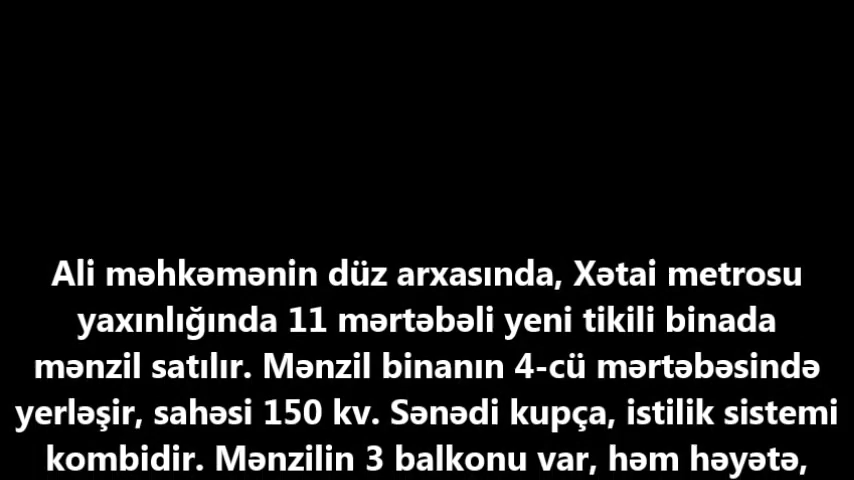 Ali məhkəmənin düz arxasında, Xətai metrosu
yaxınlığında 11 mərtəbəli yeni tikili binada
mənzil satılır. Mənzil binanın 4-cü mərtəbəsində
yerləşir, sahəsi 150 kv. Sənədi kupça, istilik sistemi
kombidir. Mənzilin 3 balkonu var, həm həyətə,